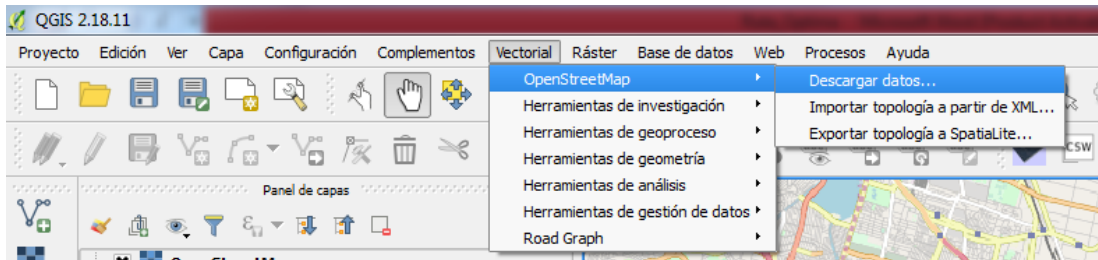 QGIS 2.18.11
Proyecto Edición Ver Capa Configuración Complementos Vectorial Ráster Base de datos Web Procesos Ayuda
OpenStreetMap
Herramientas de investigación
Herramientas de geoproceso
Herramientas de geometría
Herramientas de análisis
Herramientas de gestión de datos
Road Graph
Descargar datos...
Importar topología a partir de XML...
Exportar topología a SpatiaLite...
CSW
Panel de capas